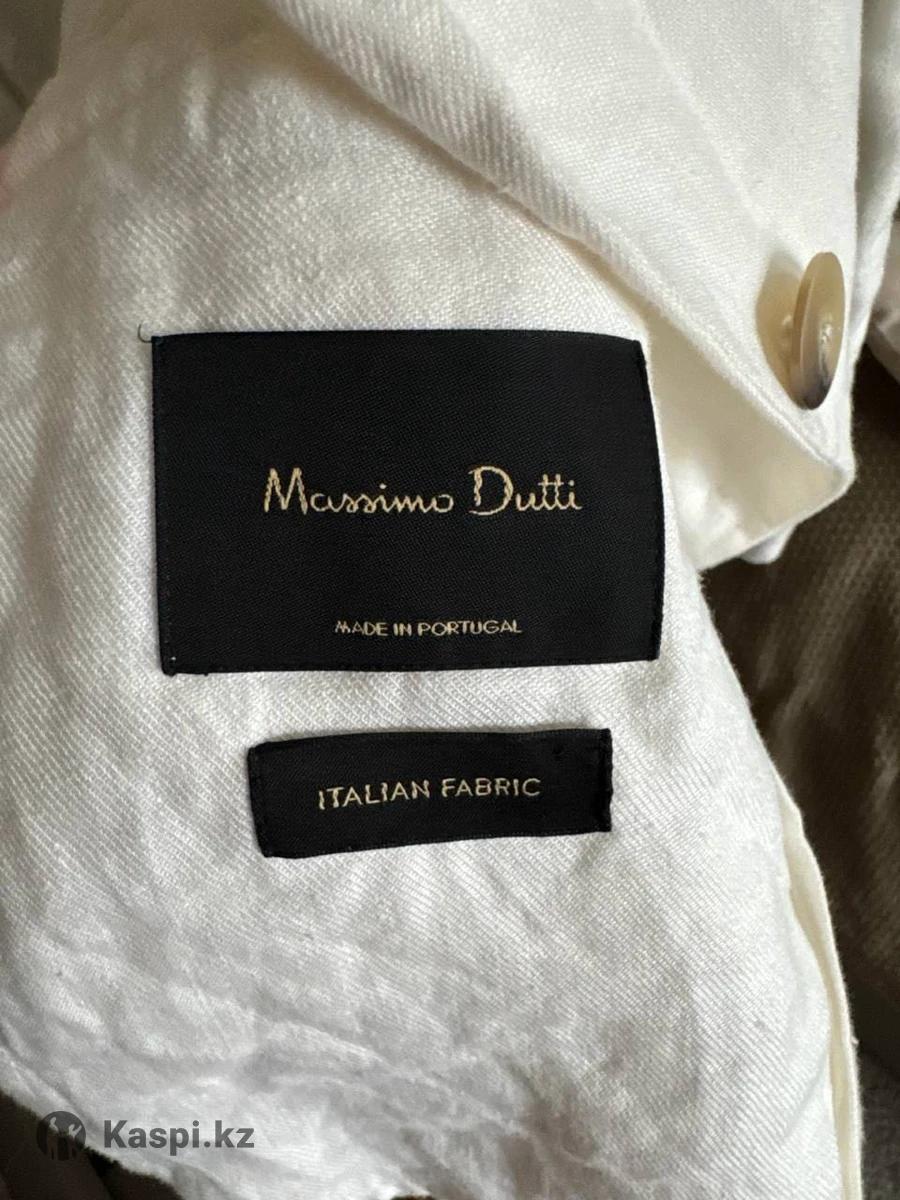 Massimo Dutti
MADE IN PORTUGAL
ITALIAN FABRIC
Kaspi.kz